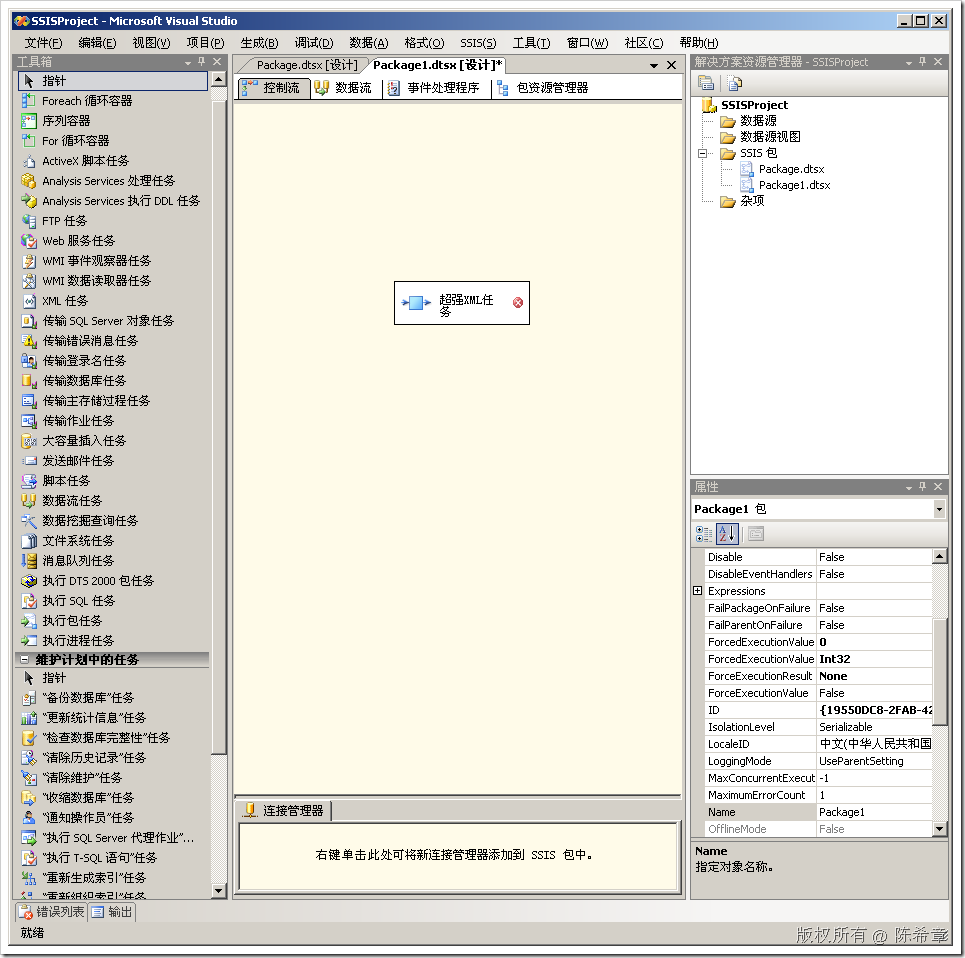 SSISProject - Microsoft Visual Studio
文件(F) 编辑(E) 视图(V) 项目(P) 生成(B) 调试(D) 数据(A) 格式(O) SSIS(S) 工具(T) 窗口(W) 社区(C) 帮助(H)
工具箱
指针
Foreach 循环容器
序列容器
For 循环容器
ActiveX 脚本任务
Analysis Services 处理任务
Analysis Services 执行 DDL 任务
FTP 任务
Web 服务任务
WMI 事件观察器任务
WMI 数据读取器任务
XML 任务
传输 SQL Server 对象任务
传输错误消息任务
传输登录名任务
传输数据库任务
传输主存储过程任务
传输作业任务
大容量插入任务
发送邮件任务
脚本任务
数据流任务
数据挖掘查询任务
文件系统任务
消息队列任务
执行 DTS 2000 包任务
执行 SQL 任务
执行包任务
执行进程任务
维护计划中的任务
指针
“备份数据库”任务
“更新统计信息”任务
“检查数据库完整性”任务
“清除历史记录”任务
“清除维护”任务
“收缩数据库”任务
“通知操作员”任务
“执行 SQL Server 代理作业”...
“执行 T-SQL 语句”任务
“重新生成索引”任务
“重新组织索引”任务
Package.dtsx [设计] Package1.dtsx [设计]*
控制流 数据流 事件处理程序 包资源管理器
超强XML任
务
连接管理器
右键单击此处可将新连接管理器添加到 SSIS 包中。
解决方案资源管理器 - SSISProject
SSISProject
数据源
数据源视图
SSIS 包
Package.dtsx
Package1.dtsx
杂项
属性
Package1 包
Disable False
DisableEventHandlers False
Expressions
FailPackageOnFailure False
FailParentOnFailure False
ForcedExecutionValue 0
ForcedExecutionValue Int32
ForceExecutionResult None
ForceExecutionValue False
ID {19550DC8-2FAB-42
IsolationLevel Serializable
LocaleID 中文(中华人民共和国
LoggingMode UseParentSetting
MaxConcurrentExecut -1
MaximumErrorCount 1
Name Package1
OfflineMode False
Name
指定对象名称。
错误列表 输出
就绪
版权所有 @ 陈希章